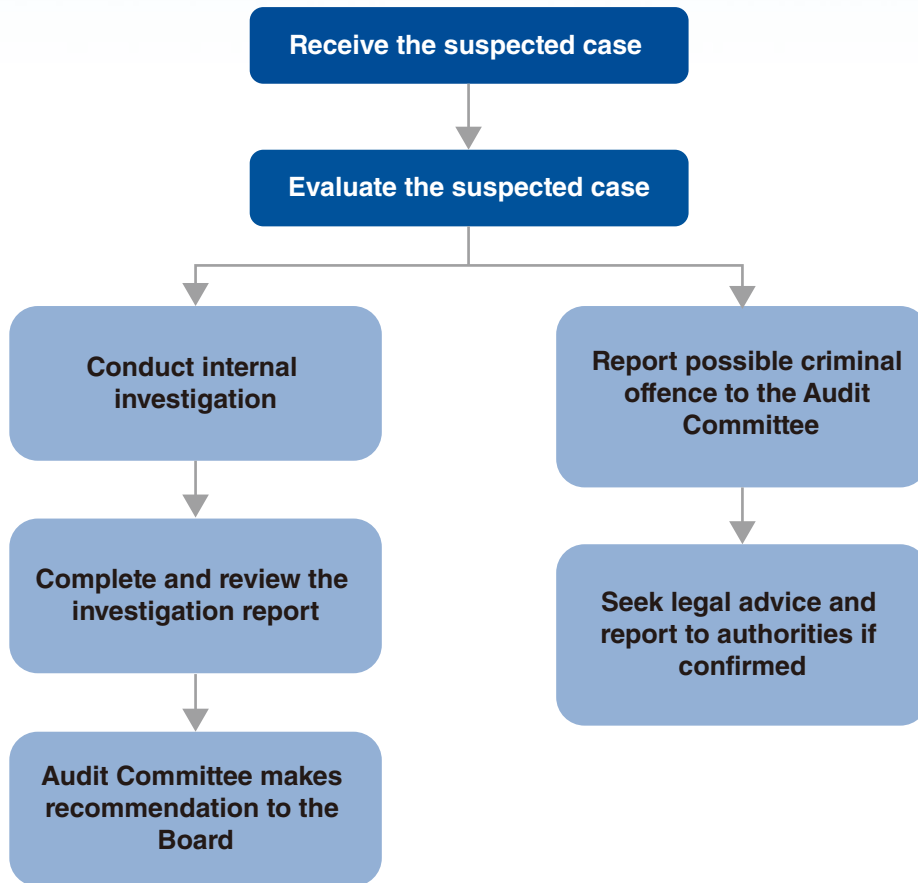 Receive the suspected case
Evaluate the suspected case
Conduct internal
investigation
Complete and review the
investigation report
Audit Committee makes
recommendation to the
Board
Report possible criminal
offence to the Audit
Committee
Seek legal advice and
report to authorities if
confirmed